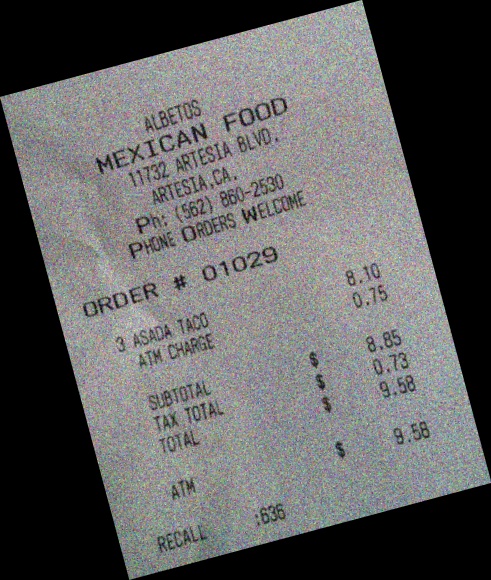 ALBETOS
MEXICAN FOOD
11732 ARTESIA BLVD.
ARTESIA,CA.
Ph: (562) 860-2530
PHONE ORDERS WELCOME
ORDER # 01029
3 ASADA TACO 8.10
ATM CHARGE 0.75
SUBTOTAL $ 8.85
TAX TOTAL $ 0.73
TOTAL $ 9.58
ATM $ 9.58
RECALL :636